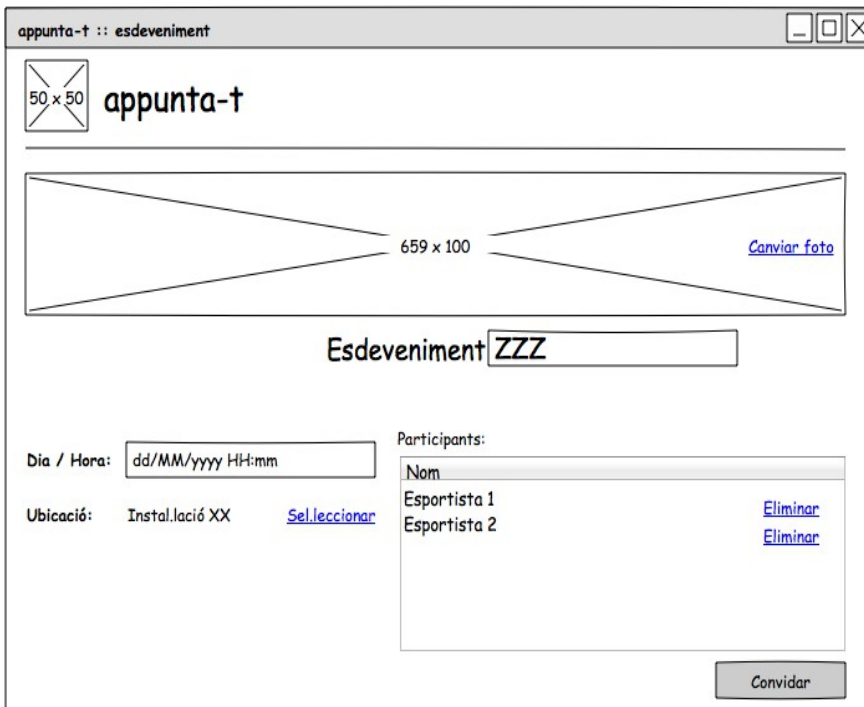 appunta-t :: esdeveniment
50 x 50
appunta-t
659 x 100
Canviar foto
Esdeveniment ZZZ
Participants:
Dia / Hora: dd/MM/yyyy HH:mm
Nom
Ubicació: Instal.lació XX Sel.leccionar
Esportista 1 Eliminar
Esportista 2 Eliminar
Convidar